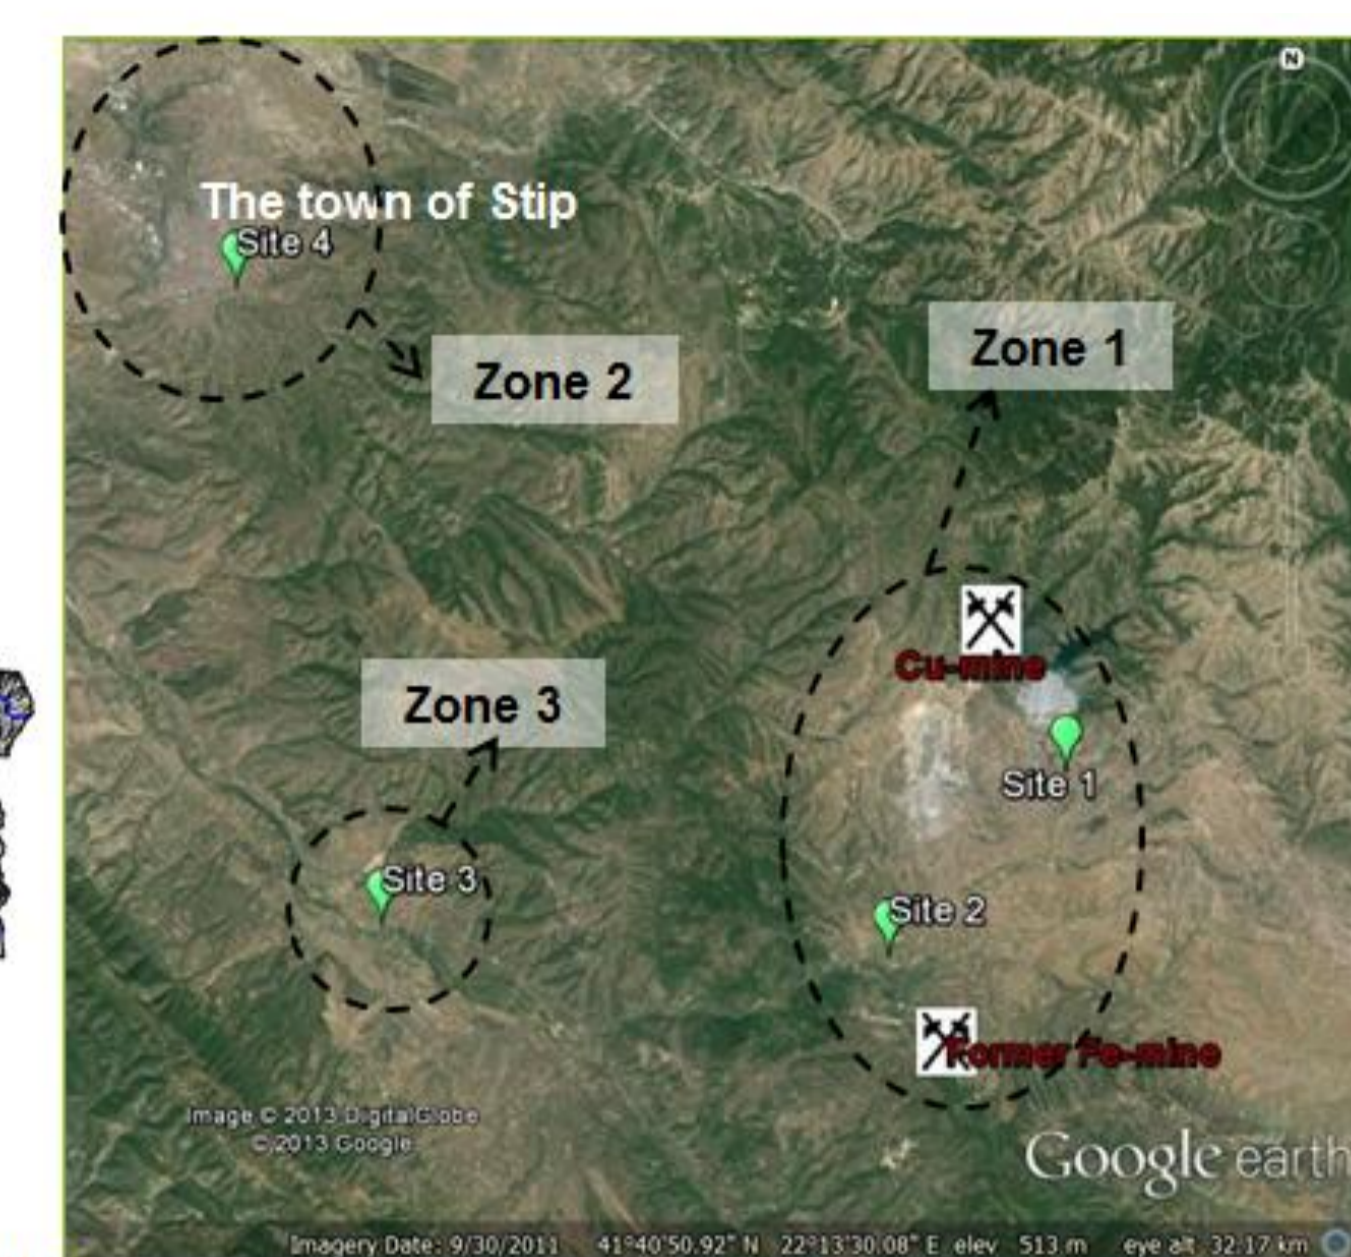 N
The town of Stip
Site 4
Zone 1
Zone 2
Cu-mine
Zone 3
Site 1
Site 3
Site 2
Former Fe-mine
Image © 2013 DigitalGlobe
© 2013 Google
Google earth
Imagery Date: 9/30/2011 41°40'50.92" N 22°13'30.08" E elev 513 m eye alt 32.17 km